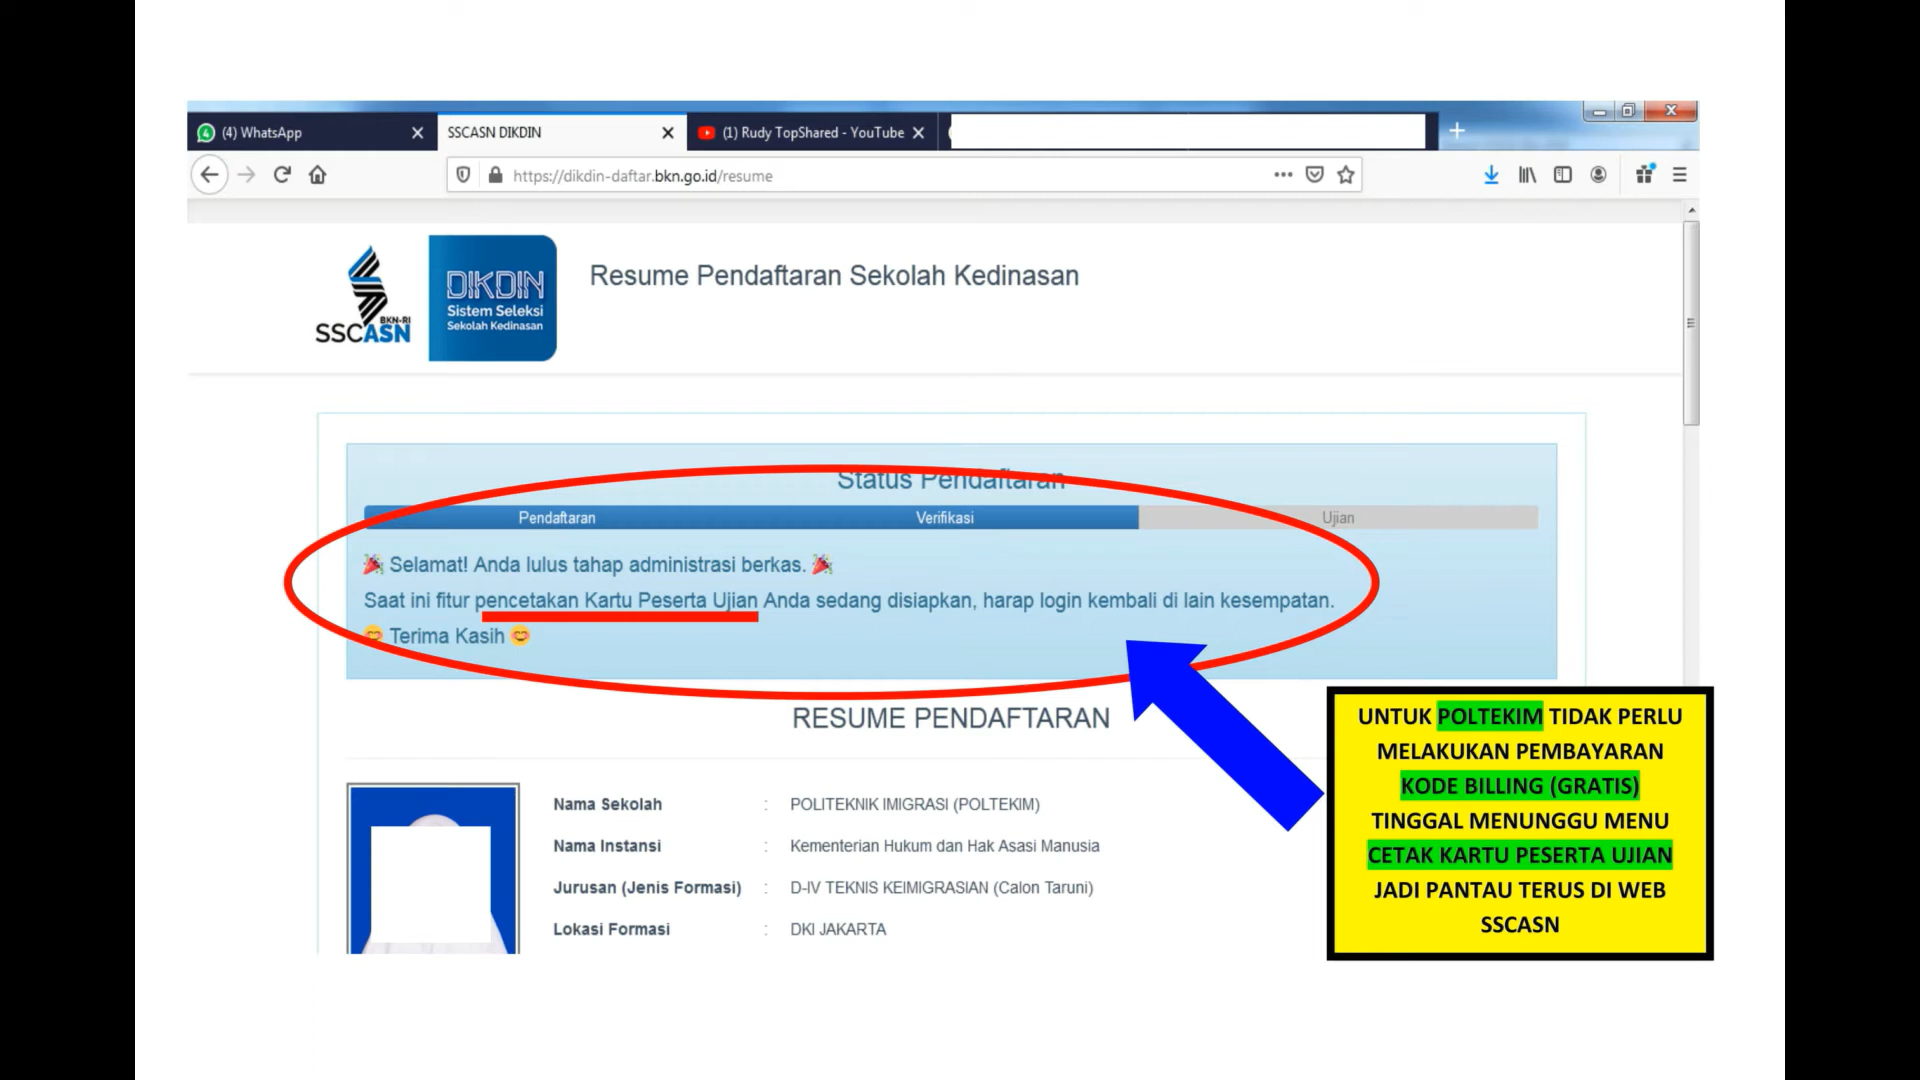 (4) WhatsApp
SSCASN DIKDIN
(1) Rudy TopShared - YouTube
https://dikdin-daftar.bkn.go.id/resume
BKN-RI
SSCASN
DIKDIN
Sistem Seleksi
Sekolah Kedinasan
Resume Pendaftaran Sekolah Kedinasan
Status Pendaftaran
Pendaftaran
Verifikasi
Ujian
Selamat! Anda lulus tahap administrasi berkas.
Saat ini fitur pencetakan Kartu Peserta Ujian Anda sedang disiapkan, harap login kembali di lain kesempatan.
Terima Kasih
RESUME PENDAFTARAN
Nama Sekolah : POLITEKNIK IMIGRASI (POLTEKIM)
Nama Instansi : Kementerian Hukum dan Hak Asasi Manusia
Jurusan (Jenis Formasi) : D-IV TEKNIS KEIMIGRASIAN (Calon Taruni)
Lokasi Formasi : DKI JAKARTA
UNTUK POLTEKIM TIDAK PERLU
MELAKUKAN PEMBAYARAN
KODE BILLING (GRATIS)
TINGGAL MENUNGGU MENU
CETAK KARTU PESERTA UJIAN
JADI PANTAU TERUS DI WEB
SSCASN